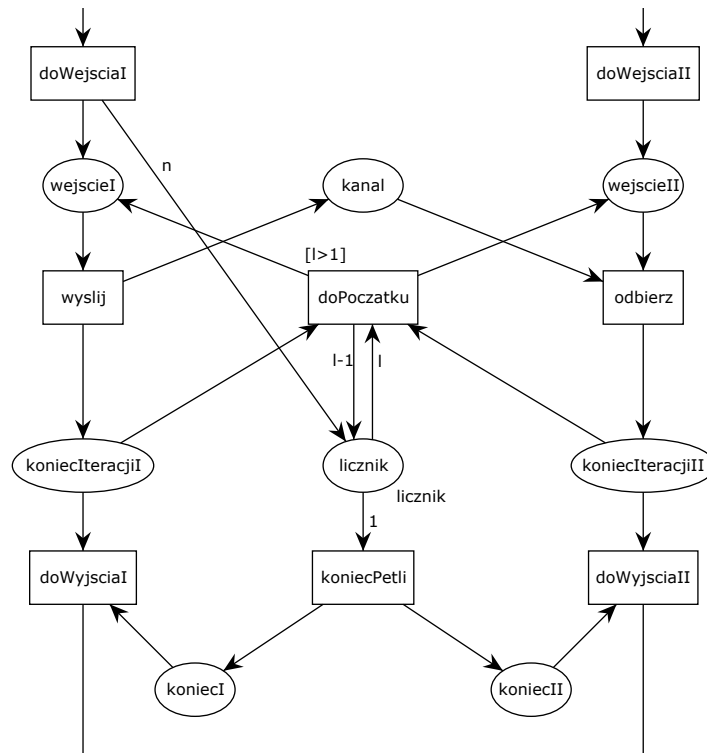 doWejsciaI
doWejsciaII
n
wejscieI
kanal
wejscieII
[l>1]
wyslij
doPoczatku
odbierz
l-1
l
koniecIteracjiI
licznik
koniecIteracjiII
licznik
1
doWyjsciaI
koniecPetli
doWyjsciaII
koniecI
koniecII